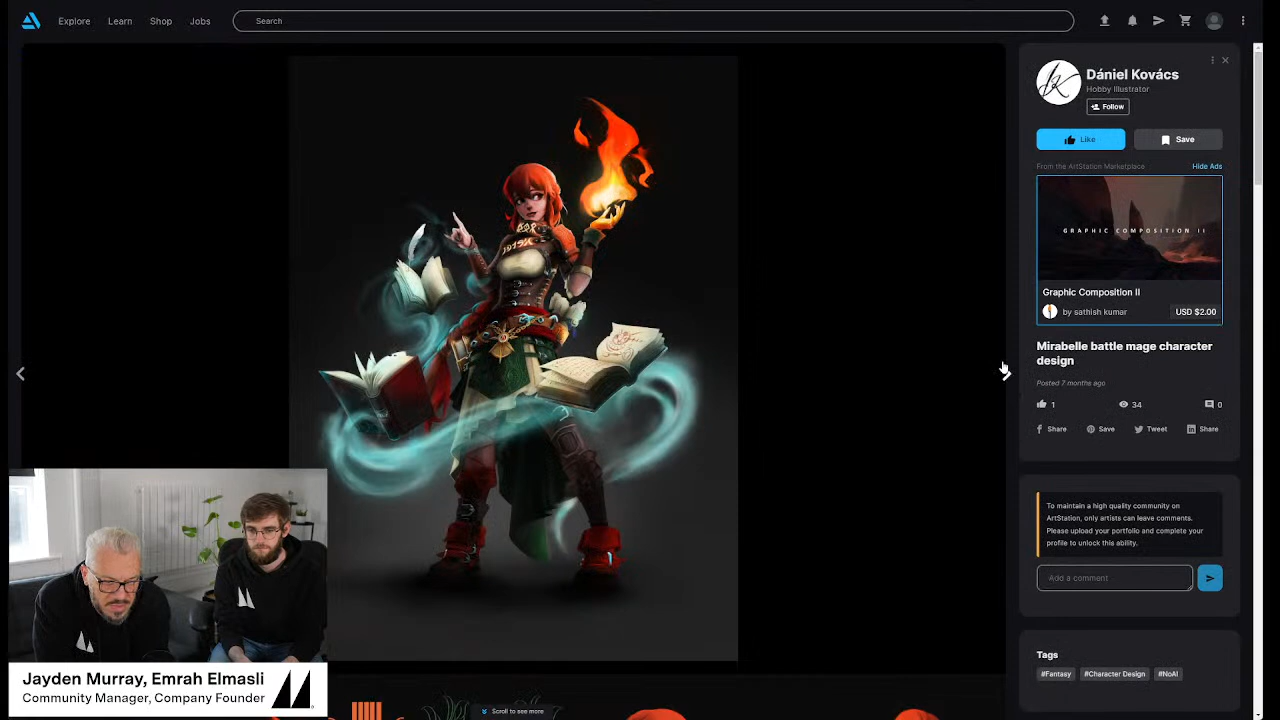 Explore Learn Shop Jobs Search
Dániel Kovács
Hobby Illustrator
Follow
Like Save
From the ArtStation Marketplace Hide Ads
GRAPHIC COMPOSITION II
Graphic Composition II
by sathish kumar USD $2.00
Mirabelle battle mage character
design
Posted 7 months ago
1 34 0
Share Save Tweet Share
To maintain a high quality community on
ArtStation, only artists can leave comments.
Please upload your portfolio and complete your
profile to unlock this ability.
Add a comment
Tags
#Fantasy #Character Design #NoAI
Scroll to see more
Jayden Murray, Emrah Elmasli
Community Manager, Company Founder